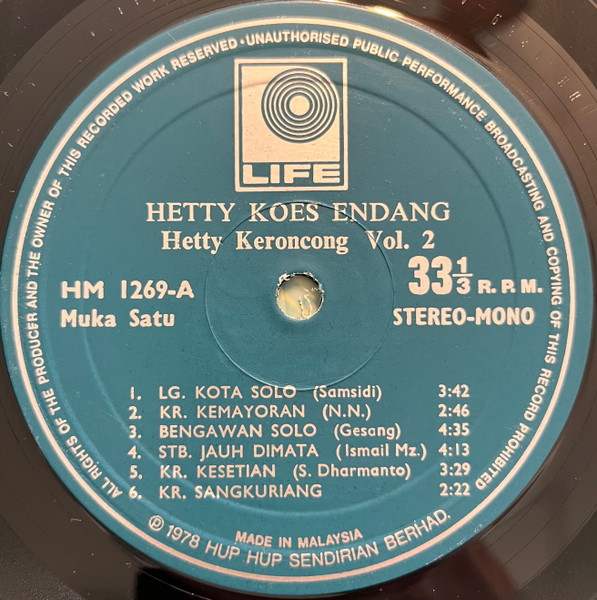 ALL RIGHTS OF THE PRODUCER AND THE OWNER OF THIS RECORDED WORK RESERVED • UNAUTHORISED PUBLIC PERFORMANCE BROADCASTING AND COPYING OF THIS RECORD PROHIBITED
LIFE
HETTY KOES ENDANG
Hetty Keroncong Vol. 2
HM 1269-A
33 1/3 R.P.M.
Muka Satu
STEREO-MONO
1. LG. KOTA SOLO (Samsidi) 3:42
2. KR. KEMAYORAN (N.N.) 2:46
3. BENGAWAN SOLO (Gesang) 4:35
4. STB. JAUH DIMATA (Ismail Mz.) 4:13
5. KR. KESETIAN (S. Dharmanto) 3:29
6. KR. SANGKURIANG 2:22
MADE IN MALAYSIA
℗ 1978 HUP HUP SENDIRIAN BERHAD.